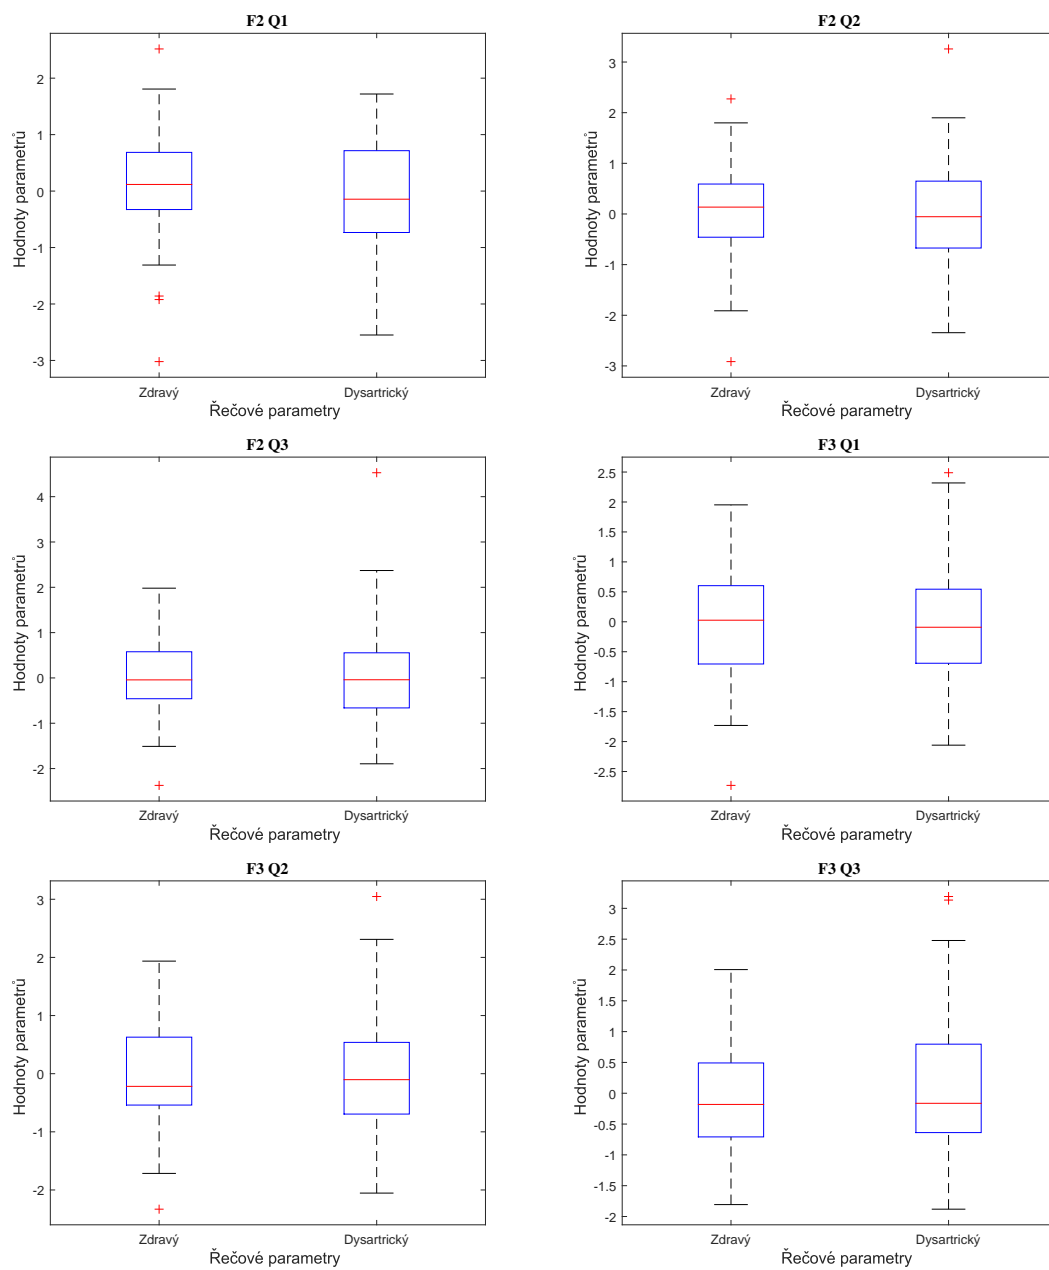 F2 Q1
Hodnoty parametrů
2
1
0
-1
-2
-3
Zdravý Dysartrický
Řečové parametry
F2 Q2
Hodnoty parametrů
3
2
1
0
-1
-2
-3
Zdravý Dysartrický
Řečové parametry
F2 Q3
Hodnoty parametrů
4
3
2
1
0
-1
-2
Zdravý Dysartrický
Řečové parametry
F3 Q1
Hodnoty parametrů
2.5
2
1.5
1
0.5
0
-0.5
-1
-1.5
-2
-2.5
Zdravý Dysartrický
Řečové parametry
F3 Q2
Hodnoty parametrů
3
2
1
0
-1
-2
Zdravý Dysartrický
Řečové parametry
F3 Q3
Hodnoty parametrů
3
2.5
2
1.5
1
0.5
0
-0.5
-1
-1.5
-2
Zdravý Dysartrický
Řečové parametry